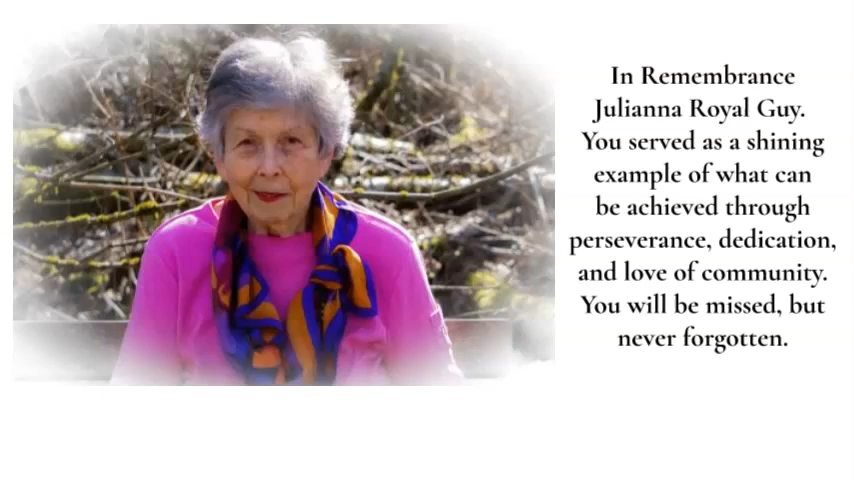 In Remembrance
Julianna Royal Guy.
You served as a shining
example of what can
be achieved through
perseverance, dedication,
and love of community.
You will be missed, but
never forgotten.